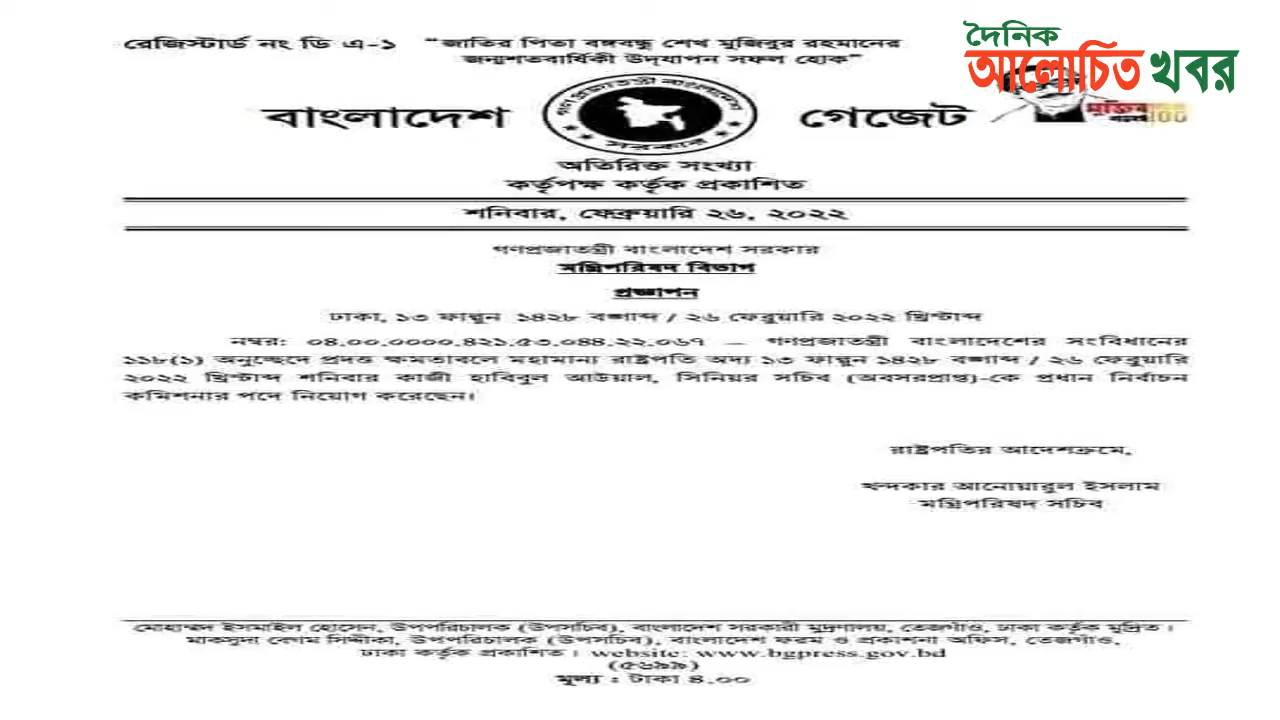 রেজিস্টার্ড নং ডি এ-১ "জাতির পিতা বঙ্গবন্ধু শেখ মুজিবুর রহমানের
জন্মশতবার্ষিকী উদ্‌যাপন সফল হোক"
দৈনিক
আলোচিত খবর
বাংলাদেশ গেজেট
গণপ্রজাতন্ত্রী বাংলাদেশ
সরকার
অতিরিক্ত সংখ্যা
কর্তৃপক্ষ কর্তৃক প্রকাশিত
শনিবার, ফেব্রুয়ারি ২৬, ২০২২
গণপ্রজাতন্ত্রী বাংলাদেশ সরকার
মন্ত্রিপরিষদ বিভাগ
প্রজ্ঞাপন
ঢাকা, ১৩ ফাল্গুন ১৪২৮ বঙ্গাব্দ / ২৬ ফেব্রুয়ারি ২০২২ খ্রিস্টাব্দ
নম্বর: ০৪.০০.০০০০.৪২১.৫৩.০৪৪.২২.০৬৭ – গণপ্রজাতন্ত্রী বাংলাদেশের সংবিধানের
১১৮(১) অনুচ্ছেদে প্রদত্ত ক্ষমতাবলে মহামান্য রাষ্ট্রপতি অদ্য ১৩ ফাল্গুন ১৪২৮ বঙ্গাব্দ / ২৬ ফেব্রুয়ারি
২০২২ খ্রিস্টাব্দ শনিবার কাজী হাবিবুল আউয়াল, সিনিয়র সচিব (অবসরপ্রাপ্ত)-কে প্রধান নির্বাচন
কমিশনার পদে নিয়োগ করেছেন।
রাষ্ট্রপতির আদেশক্রমে,
খন্দকার আনোয়ারুল ইসলাম
মন্ত্রিপরিষদ সচিব
মোহাম্মদ ইসমাইল হোসেন, উপপরিচালক (উপসচিব), বাংলাদেশ সরকারী মুদ্রণালয়, তেজগাঁও, ঢাকা কর্তৃক মুদ্রিত।
মাকসুদা বেগম সিদ্দীকা, উপপরিচালক (উপসচিব), বাংলাদেশ ফরম ও প্রকাশনা অফিস, তেজগাঁও,
ঢাকা কর্তৃক প্রকাশিত। website: www.bgpress.gov.bd
(৫৬৯৯)
মূল্য : টাকা ৪.০০